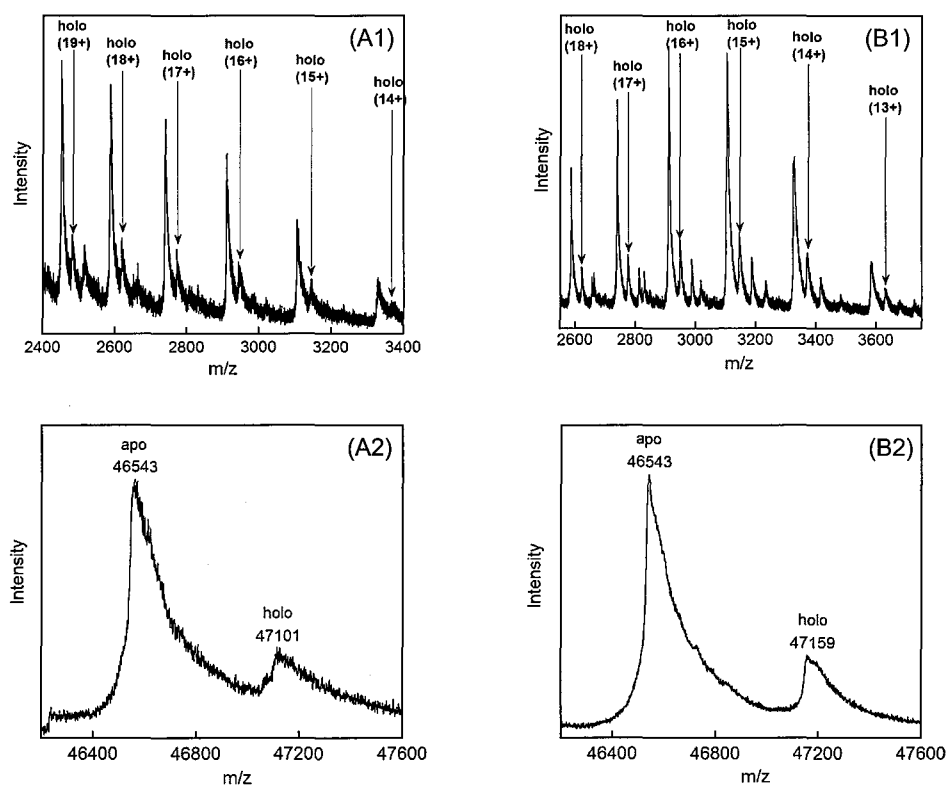 (A1)
holo
(19+)
holo
(18+)
holo
(17+)
holo
(16+)
holo
(15+)
holo
(14+)
Intensity
2400 2600 2800 3000 3200 3400
m/z
(B1)
holo
(18+)
holo
(17+)
holo
(16+)
holo
(15+)
holo
(14+)
holo
(13+)
Intensity
2600 2800 3000 3200 3400 3600
m/z
(A2)
apo
46543
holo
47101
Intensity
46400 46800 47200 47600
m/z
(B2)
apo
46543
holo
47159
Intensity
46400 46800 47200 47600
m/z